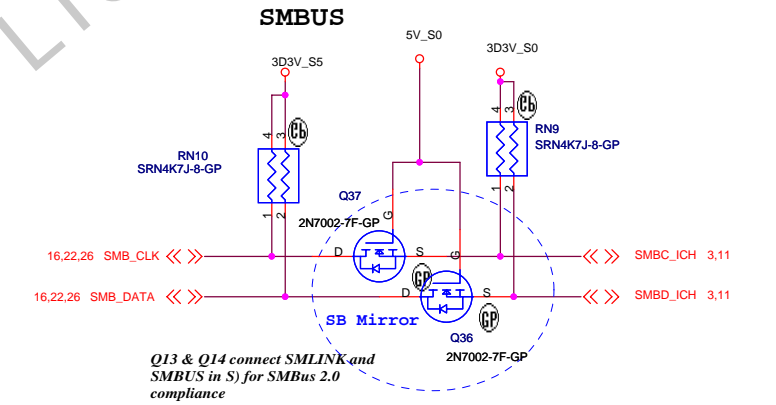 SMBUS
5V_S0
3D3V_S5
3D3V_S0
4
3
4
3
RN9
SRN4K7J-8-GP
RN10
SRN4K7J-8-GP
1
2
1
2
Q37
2N7002-7F-GP
G
16,22,26 SMB_CLK
D
S
G
SMBC_ICH 3,11
GP
16,22,26 SMB_DATA
D
S
SMBD_ICH 3,11
SB Mirror
GP
Q36
2N7002-7F-GP
Q13 & Q14 connect SMLINK and
SMBUS in S) for SMBus 2.0
compliance